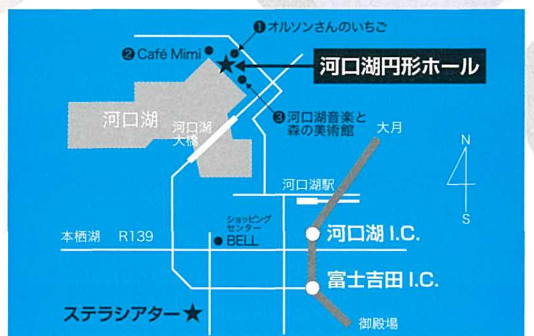 ❶オルソンさんのいちご
❷Café Mimi
河口湖円形ホール
❸河口湖音楽と
森の美術館
河口湖
河口湖
大橋
大月
N
S
河口湖駅
ショッピング
センター
BELL
本栖湖 R139
河口湖 I.C.
富士吉田 I.C.
ステラシアター★
御殿場